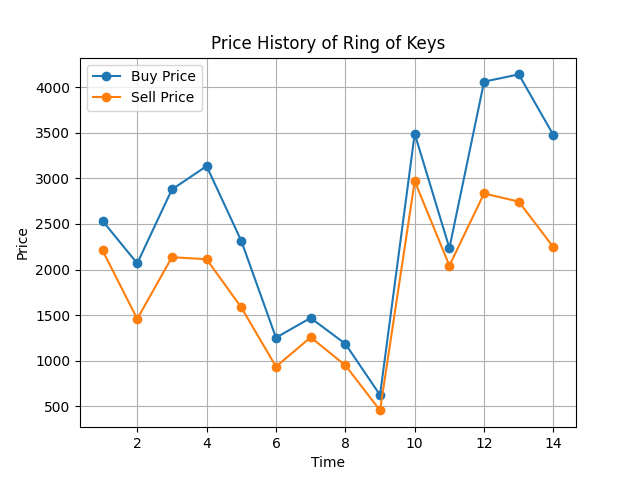 Price History of Ring of Keys
Buy Price
Sell Price
4000
3500
3000
2500
2000
1500
1000
500
Price
2 4 6 8 10 12 14
Time